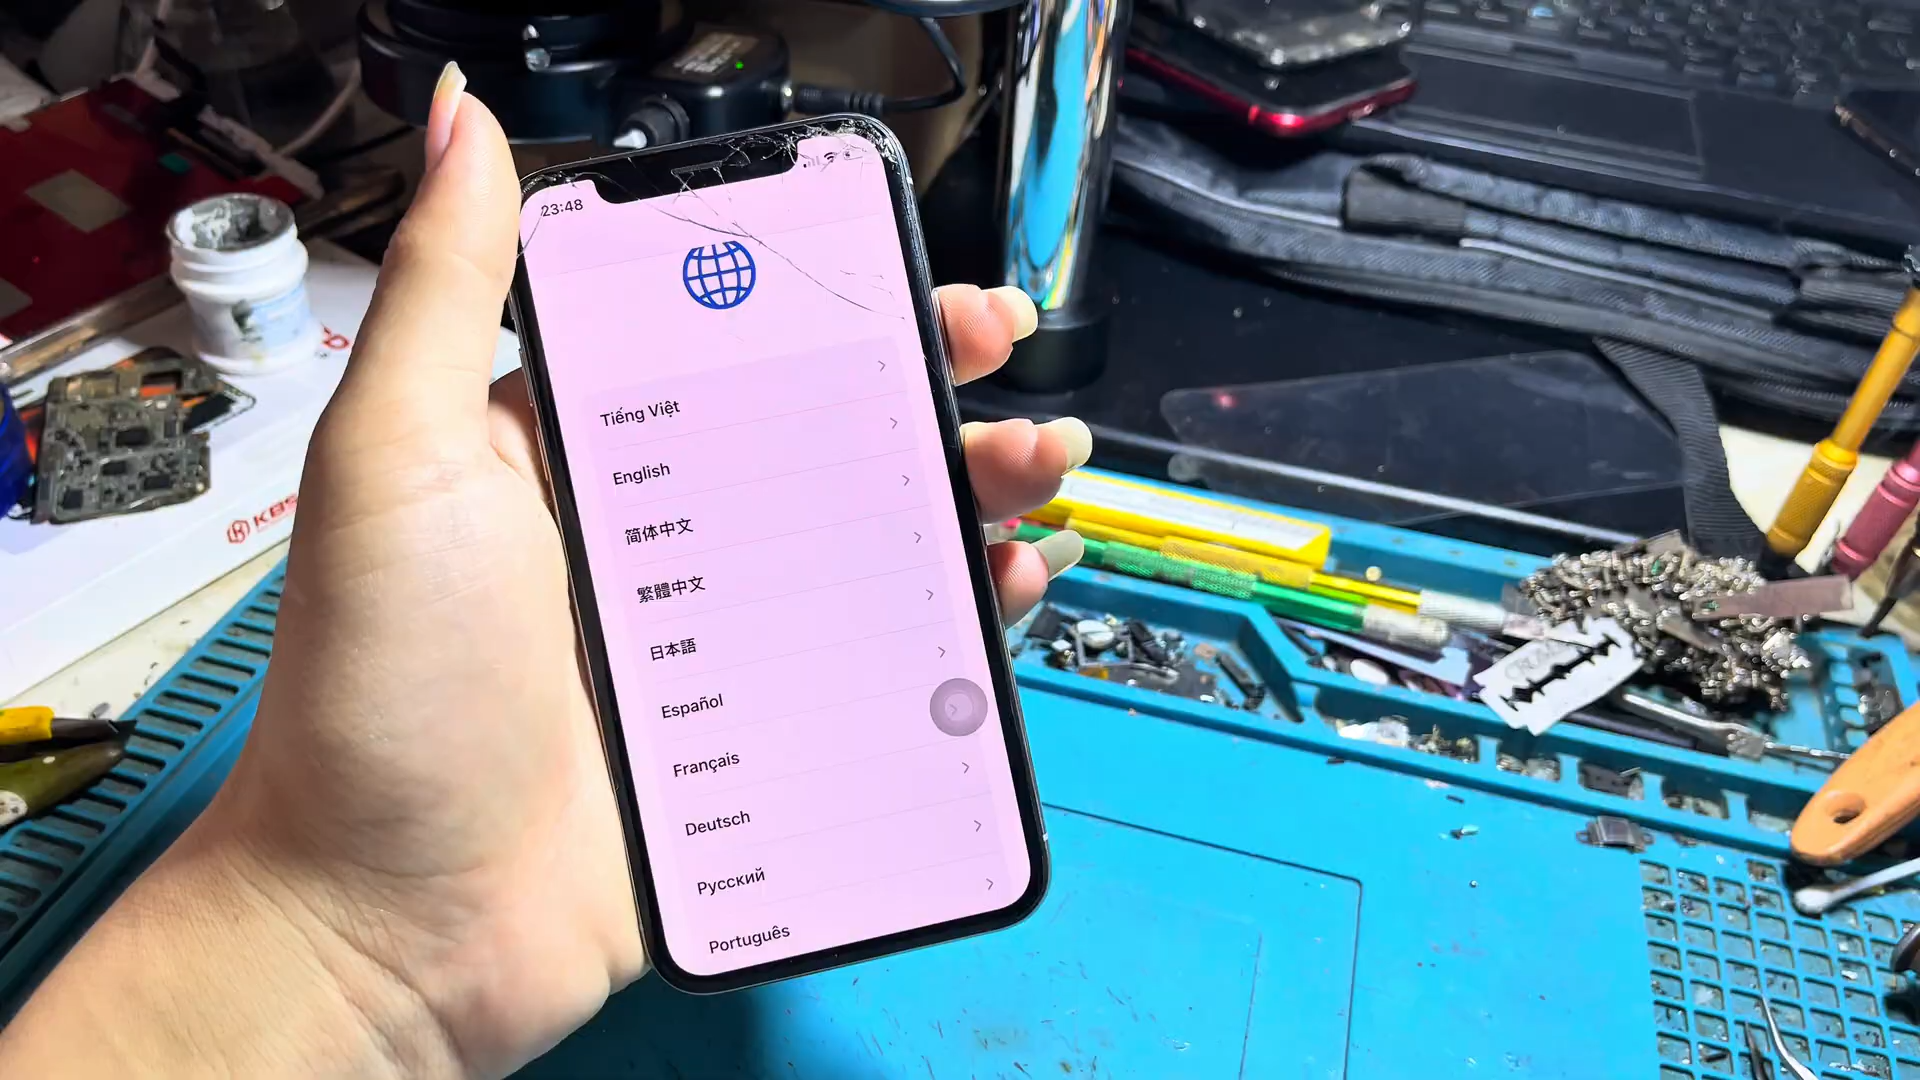 23:48
Tiếng Việt
English
简体中文
繁體中文
日本語
Español
Français
Deutsch
Русский
Português